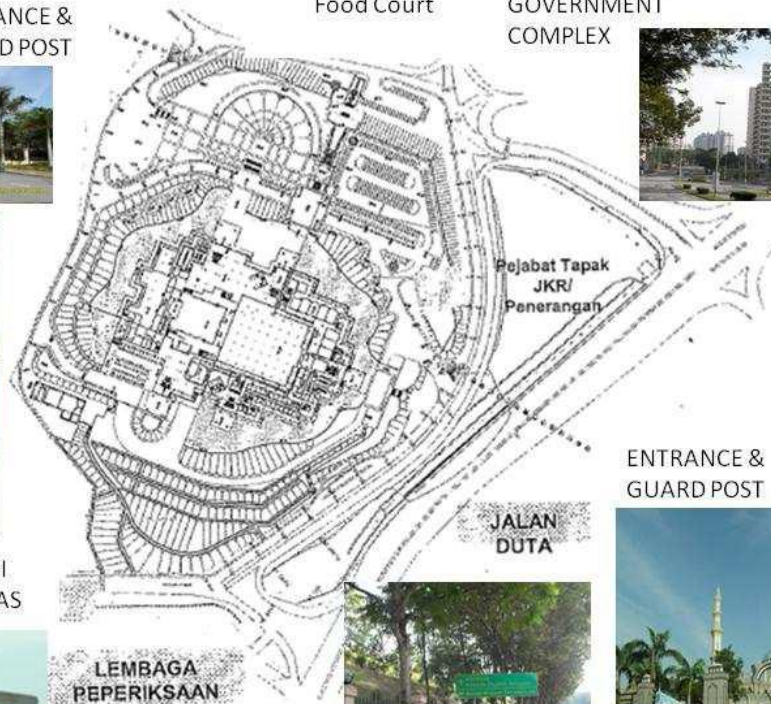 ANCE &
D POST
Food Court
GOVERNMENT
COMPLEX
Pejabat Tapak
JKR/
Penerangan
ENTRANCE &
GUARD POST
JALAN
DUTA
I
AS
LEMBAGA
PEPERIKSAAN